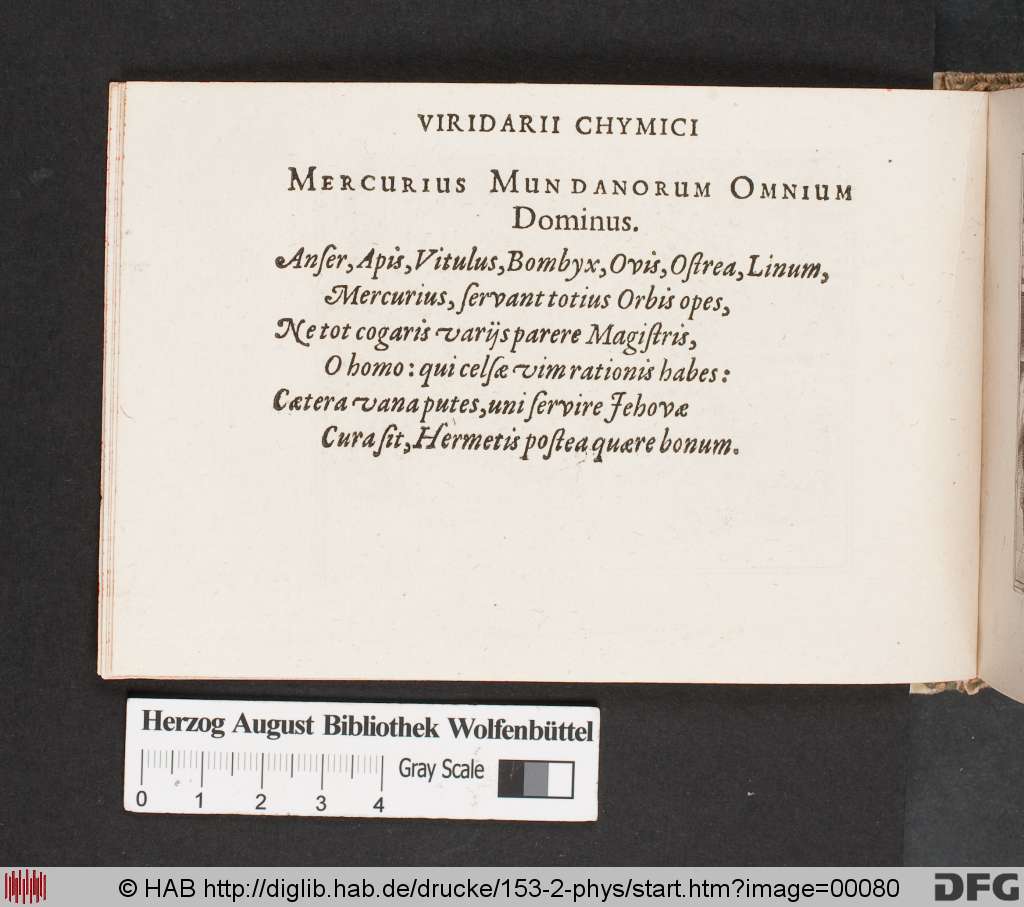 VIRIDARII CHYMICI
MERCURIUS MUNDANORUM OMNIUM
Dominus.
Anſer, Apis, Vitulus, Bombyx, Ovis, Oſtrea, Linum,
Mercurius, ſervant totius Orbis opes,
Ne tot cogaris varijs parere Magiſtris,
O homo: qui celſæ vim rationis habes:
Cætera vana putes, uni ſervire Jehovæ
Cura ſit, Hermetis poſtea quære bonum.
Herzog August Bibliothek Wolfenbüttel
Gray Scale
0 1 2 3 4
© HAB http://diglib.hab.de/drucke/153-2-phys/start.htm?image=00080
DFG